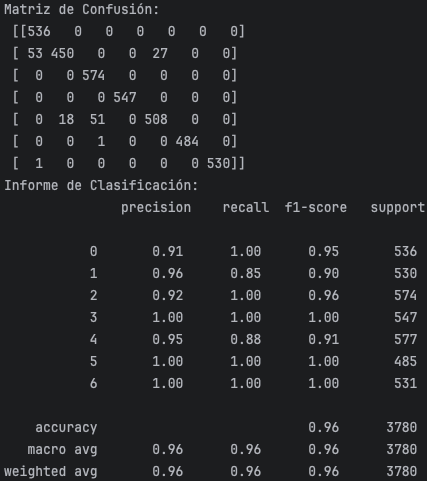 Matriz de Confusión:
[[536 0 0 0 0 0 0]
[ 53 450 0 0 27 0 0]
[ 0 0 574 0 0 0 0]
[ 0 0 0 547 0 0 0]
[ 0 18 51 0 508 0 0]
[ 0 0 1 0 0 484 0]
[ 1 0 0 0 0 0 530]]
Informe de Clasificación:
precision recall f1-score support
0 0.91 1.00 0.95 536
1 0.96 0.85 0.90 530
2 0.92 1.00 0.96 574
3 1.00 1.00 1.00 547
4 0.95 0.88 0.91 577
5 1.00 1.00 1.00 485
6 1.00 1.00 1.00 531
accuracy 0.96 3780
macro avg 0.96 0.96 0.96 3780
weighted avg 0.96 0.96 0.96 3780